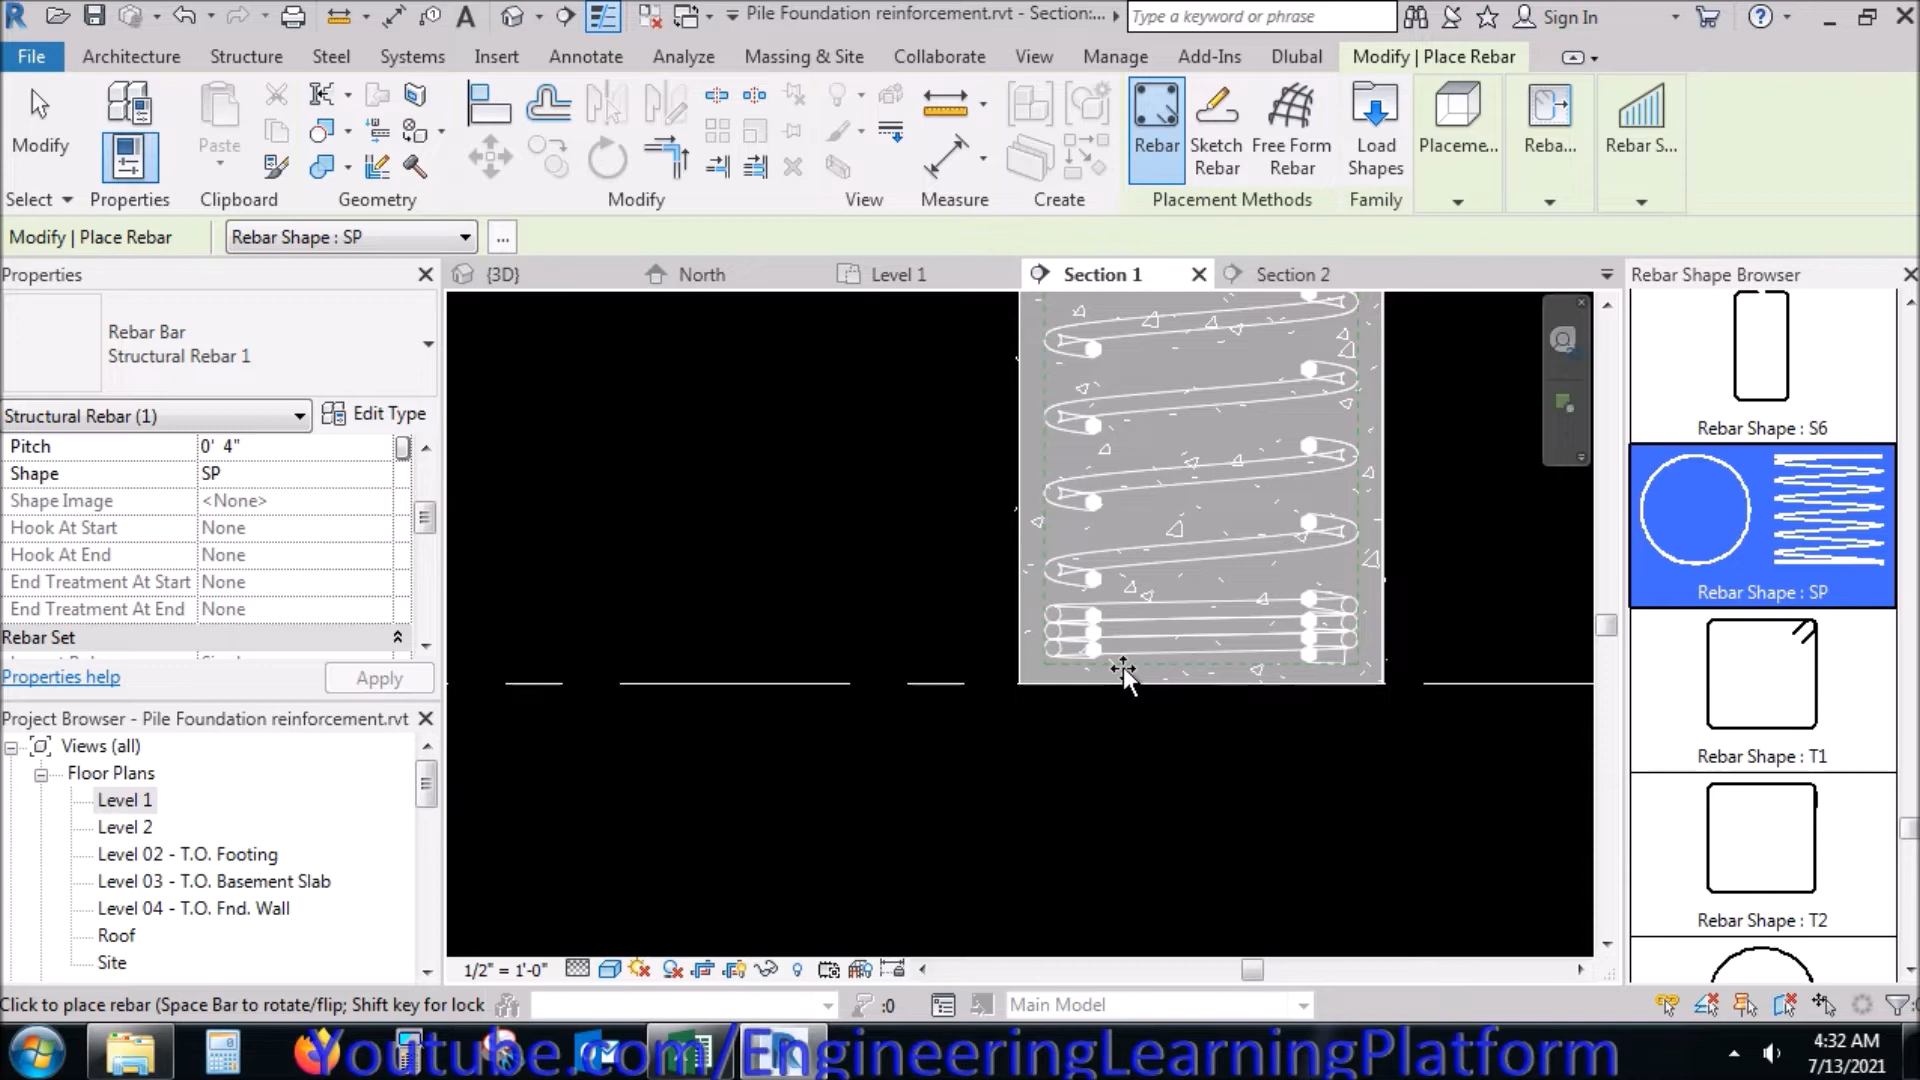 Pile Foundation reinforcement.rvt - Section:...
Type a keyword or phrase
Sign In
File
Architecture
Structure
Steel
Systems
Insert
Annotate
Analyze
Massing & Site
Collaborate
View
Manage
Add-Ins
Dlubal
Modify | Place Rebar
Modify
Paste
Rebar
Sketch Rebar
Free Form Rebar
Load Shapes
Placeme...
Reba...
Rebar S...
Select
Properties
Clipboard
Geometry
Modify
View
Measure
Create
Placement Methods
Family
Modify | Place Rebar
Rebar Shape : SP
...
Properties
{3D}
North
Level 1
Section 1
Section 2
Rebar Shape Browser
Rebar Bar
Structural Rebar 1
Structural Rebar (1)
Edit Type
Pitch 0' 4"
Shape SP
Shape Image <None>
Hook At Start None
Hook At End None
End Treatment At Start None
End Treatment At End None
Rebar Set
Properties help
Apply
Project Browser - Pile Foundation reinforcement.rvt
Views (all)
Floor Plans
Level 1
Level 2
Level 02 - T.O. Footing
Level 03 - T.O. Basement Slab
Level 04 - T.O. Fnd. Wall
Roof
Site
Rebar Shape : S6
Rebar Shape : SP
Rebar Shape : T1
Rebar Shape : T2
1/2" = 1'-0"
Click to place rebar (Space Bar to rotate/flip; Shift key for lock
:0
Main Model
Youtube.com/EngineeringLearningPlatform
4:32 AM
7/13/2021